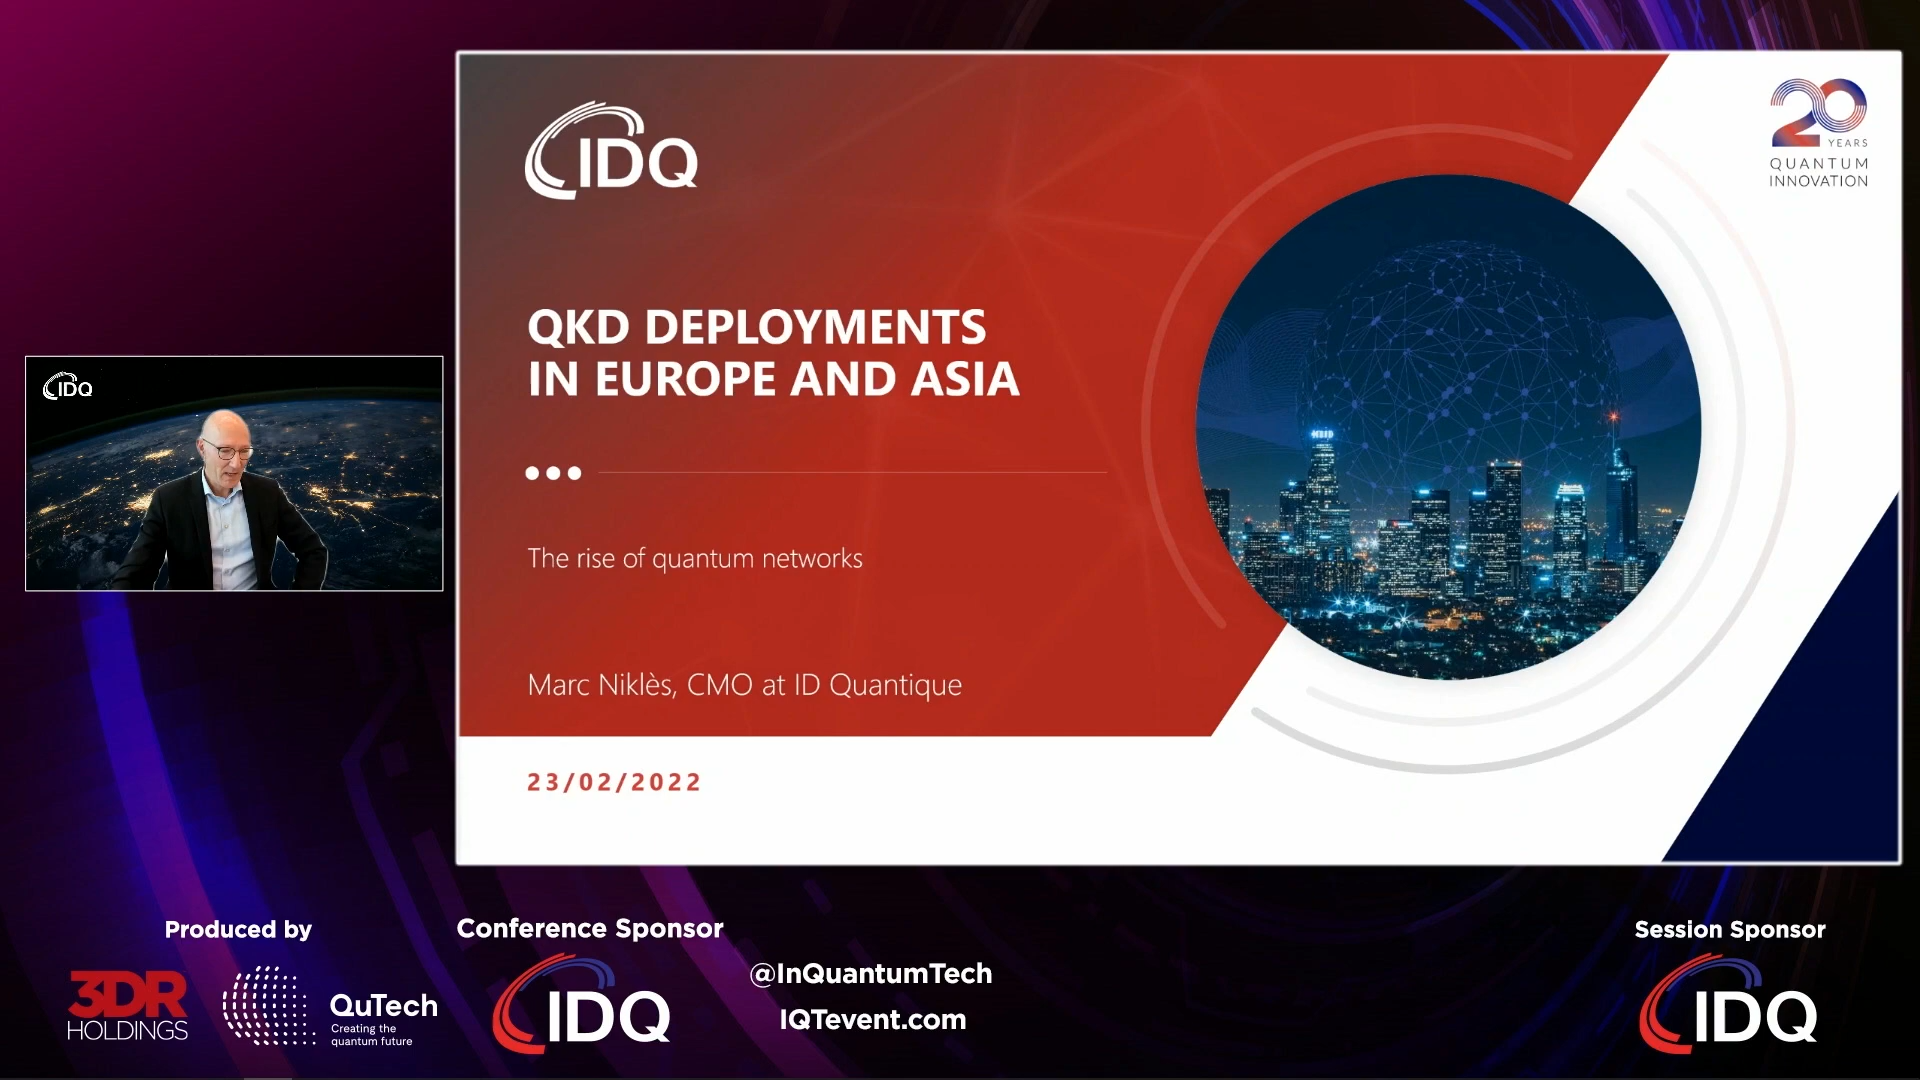 IDQ
20
YEARS
QUANTUM
INNOVATION
QKD DEPLOYMENTS
IN EUROPE AND ASIA
The rise of quantum networks
Marc Niklès, CMO at ID Quantique
23/02/2022
IDQ
Produced by
3DR
HOLDINGS
QuTech
Creating the
quantum future
Conference Sponsor
IDQ
@InQuantumTech
IQTevent.com
Session Sponsor
IDQ